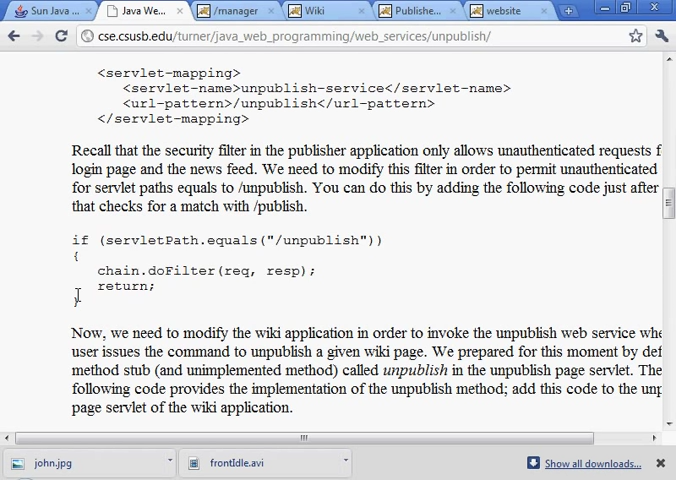 Sun Java
Java We...
/manager
Wiki
Publishe..
website
cse.csusb.edu/turner/java_web_programming/web_services/unpublish/
<servlet-mapping>
<servlet-name>unpublish-service</servlet-name>
<url-pattern>/unpublish</url-pattern>
</servlet-mapping>
Recall that the security filter in the publisher application only allows unauthenticated requests f
login page and the news feed. We need to modify this filter in order to permit unauthenticated
for servlet paths equals to /unpublish. You can do this by adding the following code just after
that checks for a match with /publish.
if (servletPath.equals("/unpublish"))
{
chain.doFilter(req, resp);
return;
}
Now, we need to modify the wiki application in order to invoke the unpublish web service whe
user issues the command to unpublish a given wiki page. We prepared for this moment by def
method stub (and unimplemented method) called unpublish in the unpublish page servlet. The
following code provides the implementation of the unpublish method; add this code to the unp
page servlet of the wiki application.
john.jpg
frontIdle.avi
Show all downloads...